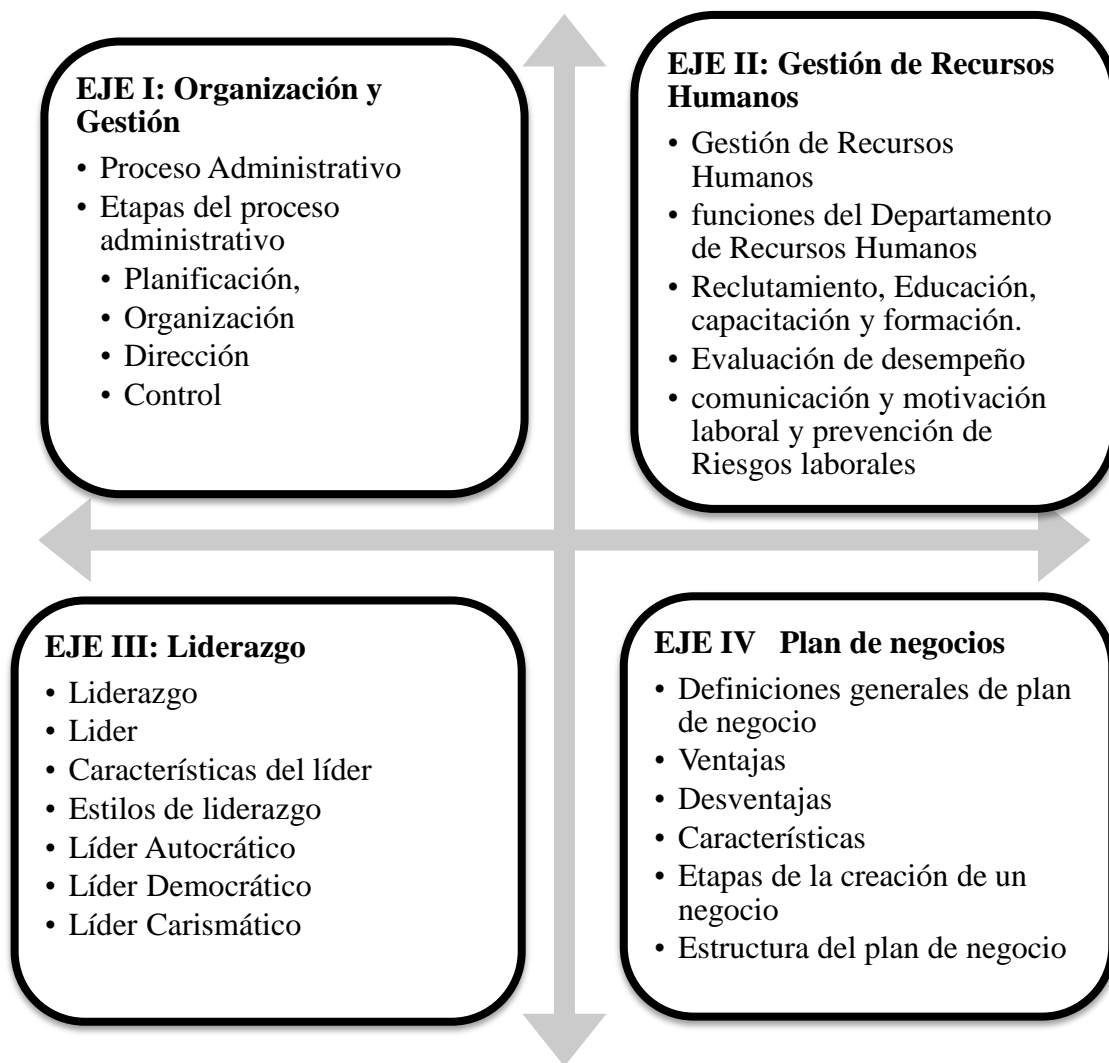 EJE I: Organización y
Gestión
• Proceso Administrativo
• Etapas del proceso
administrativo
• Planificación,
• Organización
• Dirección
• Control
EJE II: Gestión de Recursos
Humanos
• Gestión de Recursos
Humanos
• funciones del Departamento
de Recursos Humanos
• Reclutamiento, Educación,
capacitación y formación.
• Evaluación de desempeño
• comunicación y motivación
laboral y prevención de
Riesgos laborales
EJE III: Liderazgo
• Liderazgo
• Lider
• Características del líder
• Estilos de liderazgo
• Líder Autocrático
• Líder Democrático
• Líder Carismático
EJE IV Plan de negocios
• Definiciones generales de plan
de negocio
• Ventajas
• Desventajas
• Características
• Etapas de la creación de un
negocio
• Estructura del plan de negocio